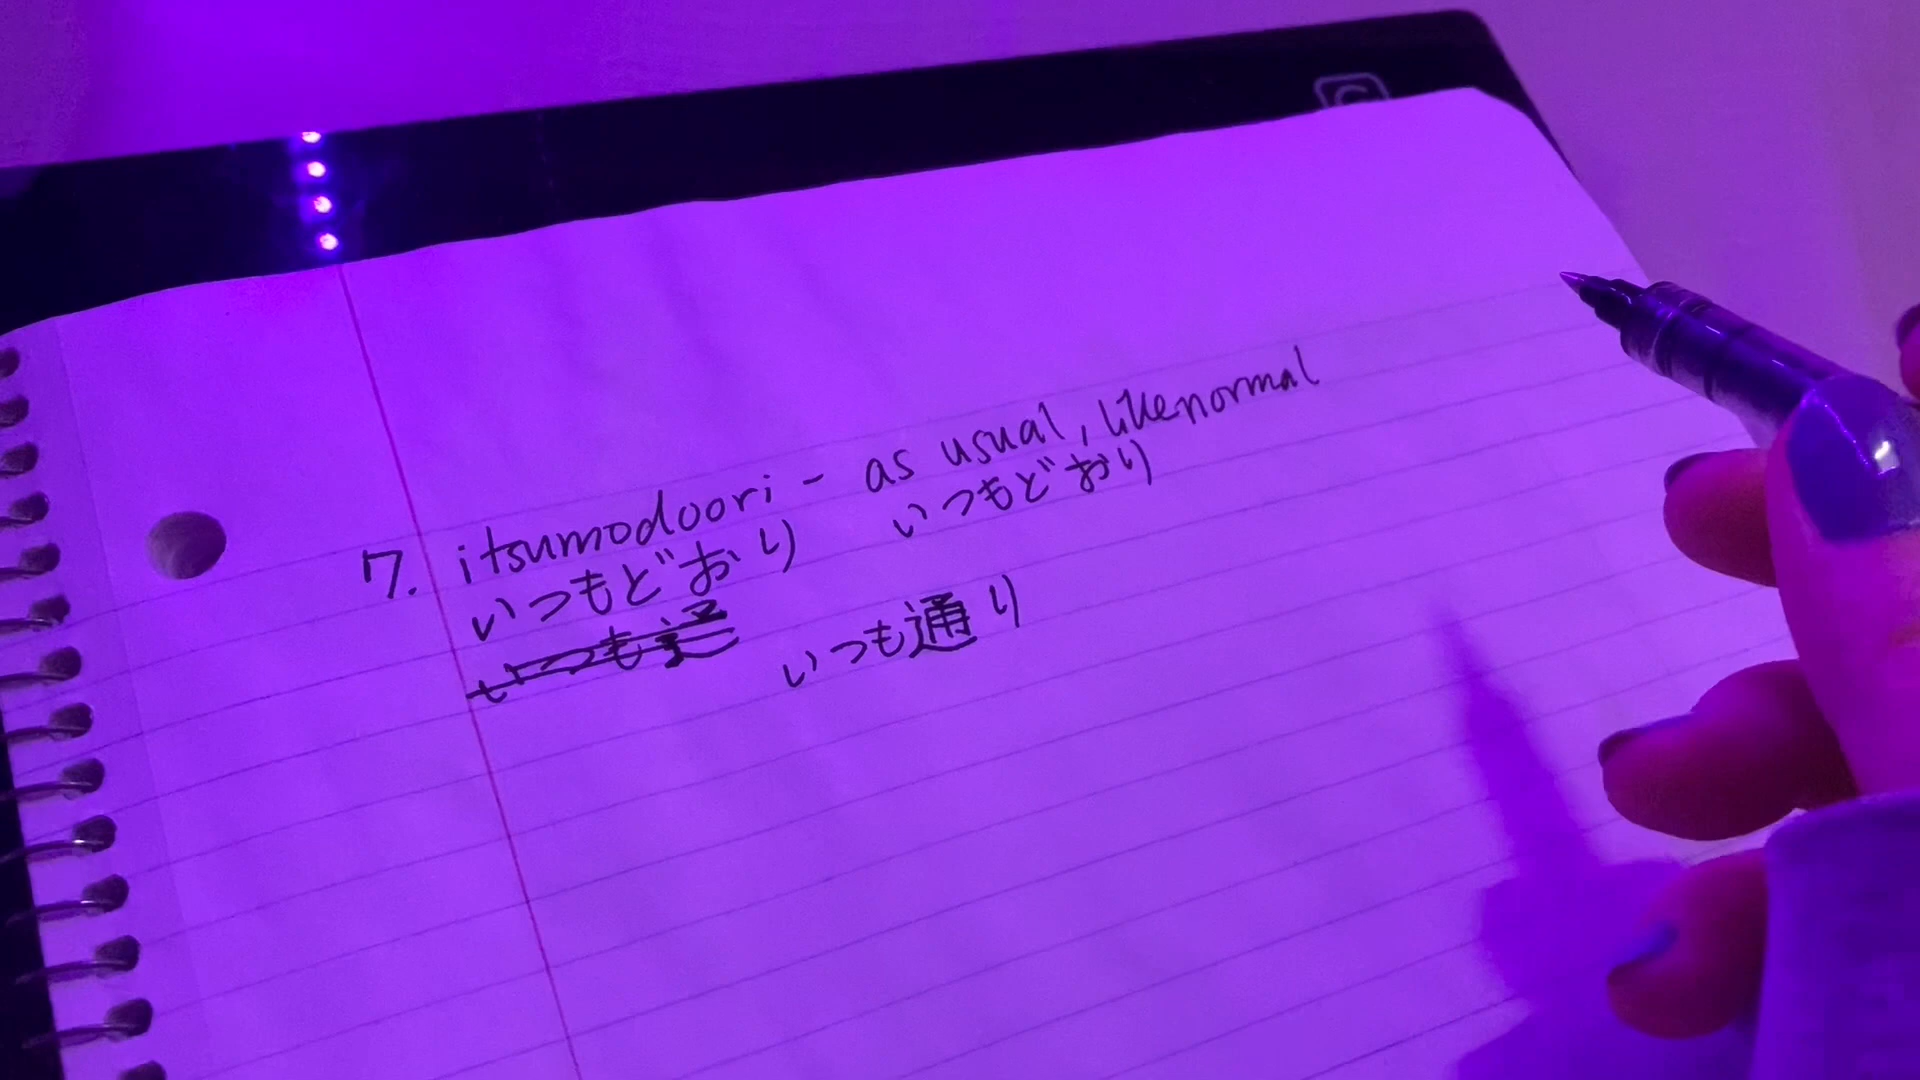 7. itsumodoori - as usual, like normal
いつもどおり いつもどおり
いつも通り